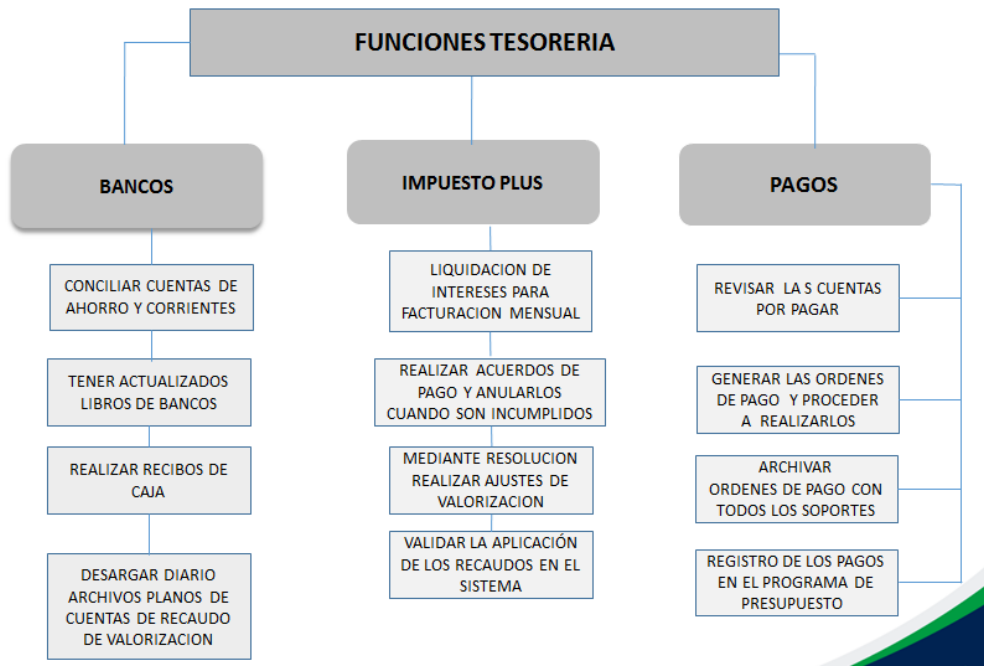 FUNCIONES TESORERIA
BANCOS
CONCILIAR CUENTAS DE
AHORRO Y CORRIENTES
TENER ACTUALIZADOS
LIBROS DE BANCOS
REALIZAR RECIBOS DE
CAJA
DESARGAR DIARIO
ARCHIVOS PLANOS DE
CUENTAS DE RECAUDO
DE VALORIZACION
IMPUESTO PLUS
LIQUIDACION DE
INTERESES PARA
FACTURACION MENSUAL
REALIZAR ACUERDOS DE
PAGO Y ANULARLOS
CUANDO SON INCUMPLIDOS
MEDIANTE RESOLUCION
REALIZAR AJUSTES DE
VALORIZACION
VALIDAR LA APLICACIÓN
DE LOS RECAUDOS EN EL
SISTEMA
PAGOS
REVISAR LA S CUENTAS
POR PAGAR
GENERAR LAS ORDENES
DE PAGO Y PROCEDER
A REALIZARLOS
ARCHIVAR
ORDENES DE PAGO CON
TODOS LOS SOPORTES
REGISTRO DE LOS PAGOS
EN EL PROGRAMA DE
PRESUPUESTO